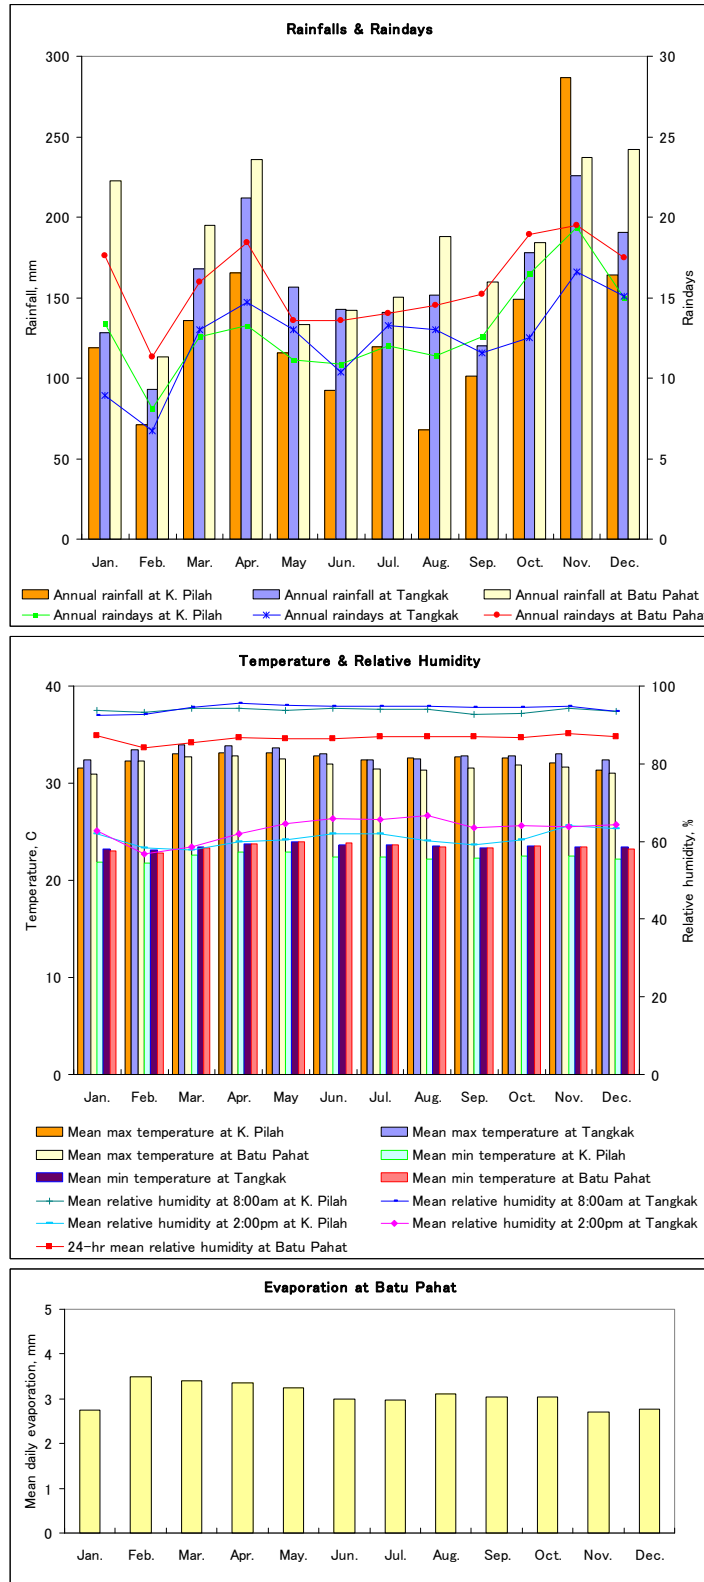 Rainfalls & Raindays
300
250
200
150
100
50
0
Rainfall, mm
30
25
20
15
10
5
0
Raindays
Jan. Feb. Mar. Apr. May Jun. Jul. Aug. Sep. Oct. Nov. Dec.
Annual rainfall at K. Pilah Annual rainfall at Tangkak Annual rainfall at Batu Pahat
Annual raindays at K. Pilah Annual raindays at Tangkak Annual raindays at Batu Pahat
Temperature & Relative Humidity
40
30
20
10
0
Temperature, C
100
80
60
40
20
0
Relative humidity, %
Jan. Feb. Mar. Apr. May Jun. Jul. Aug. Sep. Oct. Nov. Dec.
Mean max temperature at K. Pilah Mean max temperature at Tangkak
Mean max temperature at Batu Pahat Mean min temperature at K. Pilah
Mean min temperature at Tangkak Mean min temperature at Batu Pahat
Mean relative humidity at 8:00am at K. Pilah Mean relative humidity at 8:00am at Tangkak
Mean relative humidity at 2:00pm at K. Pilah Mean relative humidity at 2:00pm at Tangkak
24-hr mean relative humidity at Batu Pahat
Evaporation at Batu Pahat
5
4
3
2
1
0
Mean daily evaporation, mm
Jan. Feb. Mar. Apr. May. Jun. Jul. Aug. Sep. Oct. Nov. Dec.